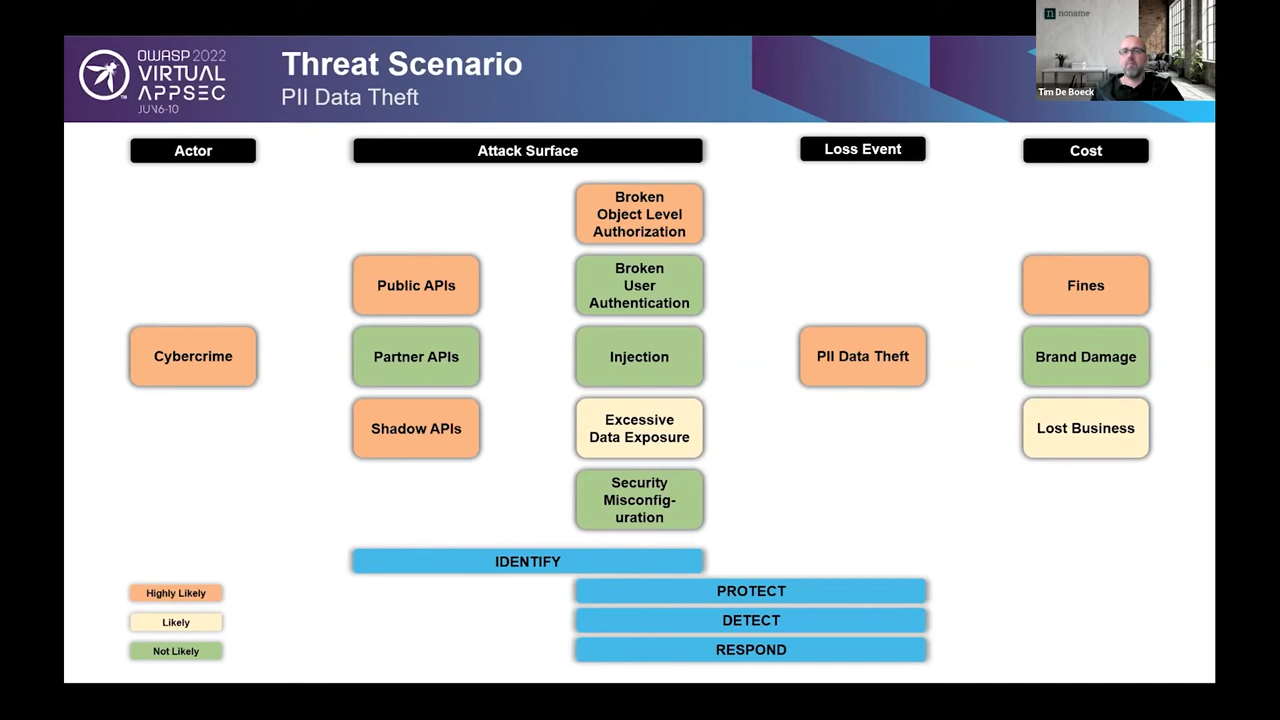 noname
Tim De Boeck
OWASP 2022
VIRTUAL
APPSEC
JUN 6-10
Threat Scenario
PII Data Theft
Actor
Attack Surface
Loss Event
Cost
Broken
Object Level
Authorization
Public APIs
Broken
User
Authentication
Fines
Cybercrime
Partner APIs
Injection
PII Data Theft
Brand Damage
Shadow APIs
Excessive
Data Exposure
Lost Business
Security
Misconfig-
uration
IDENTIFY
PROTECT
DETECT
RESPOND
Highly Likely
Likely
Not Likely